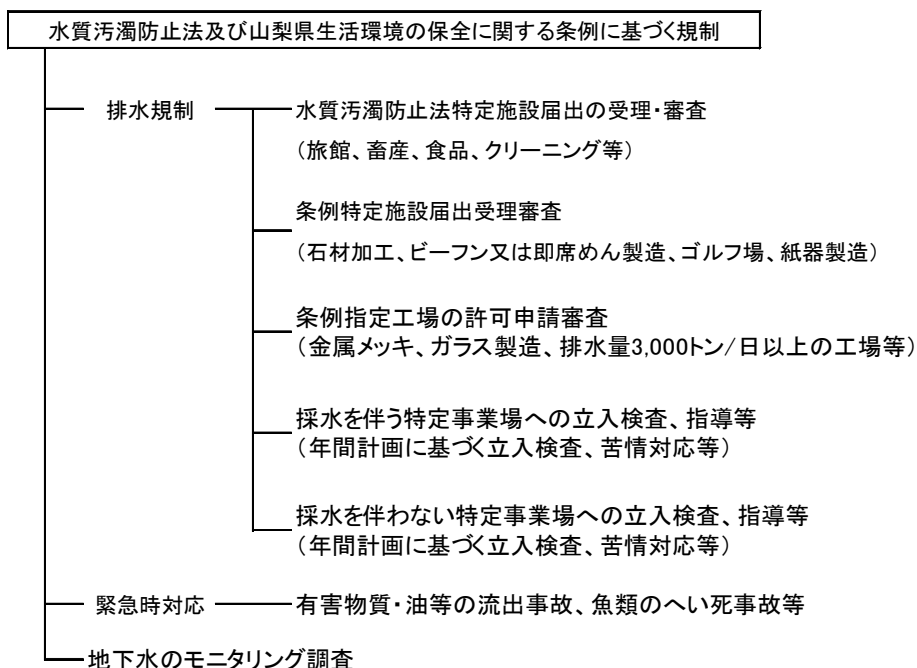 水質汚濁防止法及び山梨県生活環境の保全に関する条例に基づく規制
排水規制
水質汚濁防止法特定施設届出の受理・審査
（旅館、畜産、食品、クリーニング等）
条例特定施設届出受理審査
（石材加工、ビーフン又は即席めん製造、ゴルフ場、紙器製造）
条例指定工場の許可申請審査
（金属メッキ、ガラス製造、排水量3,000トン/日以上の工場等）
採水を伴う特定事業場への立入検査、指導等
（年間計画に基づく立入検査、苦情対応等）
採水を伴わない特定事業場への立入検査、指導等
（年間計画に基づく立入検査、苦情対応等）
緊急時対応
有害物質・油等の流出事故、魚類のへい死事故等
地下水のモニタリング調査